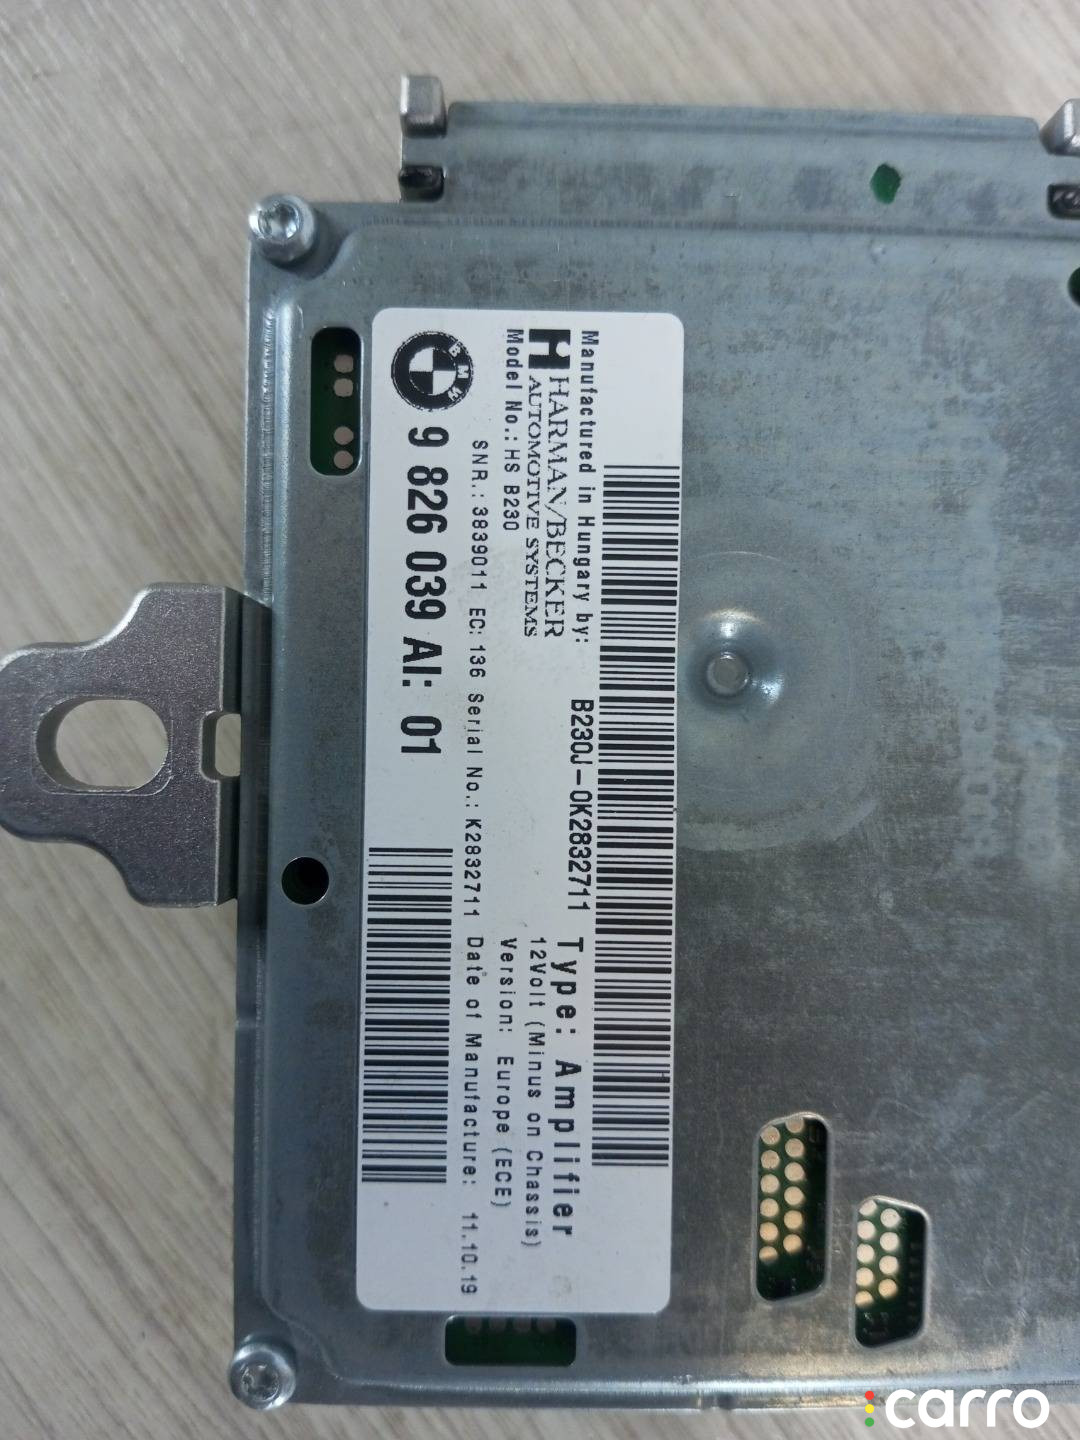 Manufactured in Hungary by:
H HARMAN/BECKER
AUTOMOTIVE SYSTEMS
Model No.: HS B230
B230J-0K2832711
Type: Amplifier
12Volt (Minus on Chassis)
Version: Europe (ECE)
SNR.: 3839011 EC: 136 Serial No.: K2832711 Date of Manufacture: 11.10.19
BMW
9 826 039 AI: 01
carro